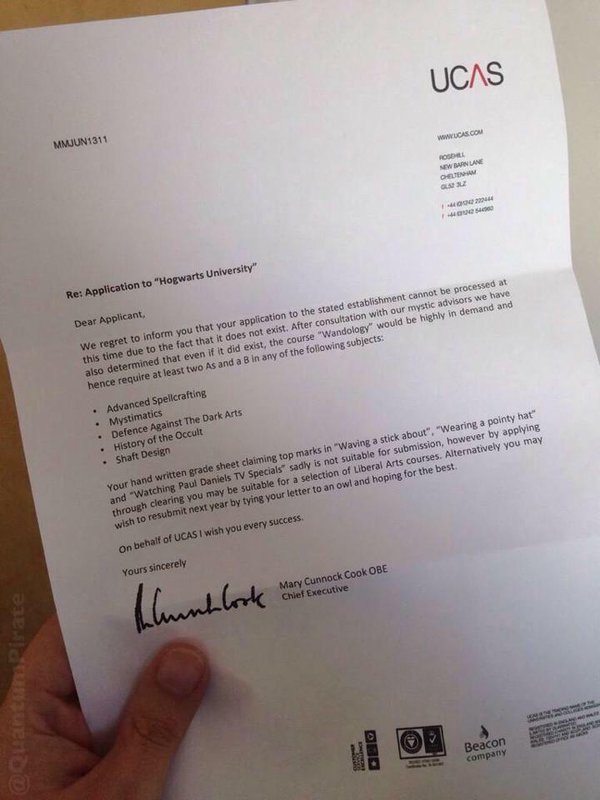 UCAS
MMJUN1311
WWW.UCAS.COM
ROSEHILL
NEW BARN LANE
CHELTENHAM
GL52 3LZ
T +44 (0)1242 222444
F +44 (0)1242 544960
Re: Application to "Hogwarts University"
Dear Applicant,
We regret to inform you that your application to the stated establishment cannot be processed at
this time due to the fact that it does not exist. After consultation with our mystic advisors we have
also determined that even if it did exist, the course "Wandology" would be highly in demand and
hence require at least two As and a B in any of the following subjects:
• Advanced Spellcrafting
• Mystimatics
• Defence Against The Dark Arts
• History of the Occult
• Shaft Design
Your hand written grade sheet claiming top marks in "Waving a stick about", "Wearing a pointy hat"
and "Watching Paul Daniels TV Specials" sadly is not suitable for submission, however by applying
through clearing you may be suitable for a selection of Liberal Arts courses. Alternatively you may
wish to resubmit next year by tying your letter to an owl and hoping for the best.
On behalf of UCAS I wish you every success.
Yours sincerely
Mary Cunnock Cook OBE
Chief Executive
Beacon
company
@QuantumPirate